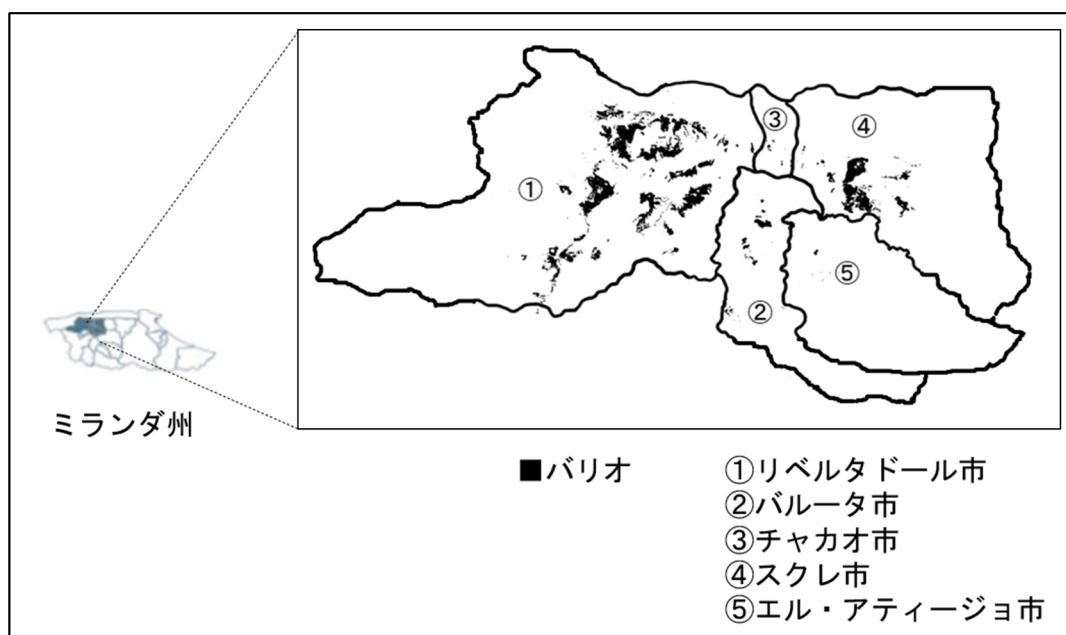 ①
②
③
④
⑤
ミランダ州
■バリオ
①リベルタドール市
②バルータ市
③チャカオ市
④スクレ市
⑤エル・アティージョ市